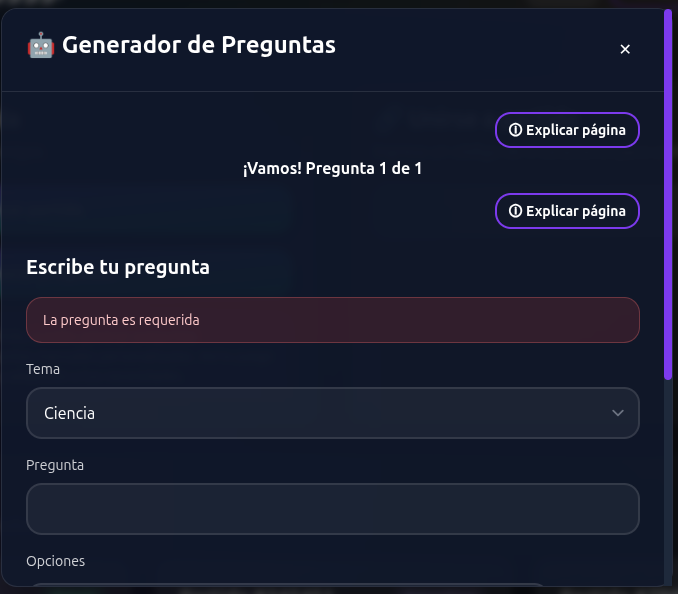 🤖 Generador de Preguntas
×
Explicar página
¡Vamos! Pregunta 1 de 1
Explicar página
Escribe tu pregunta
La pregunta es requerida
Tema
Ciencia
Pregunta
Opciones